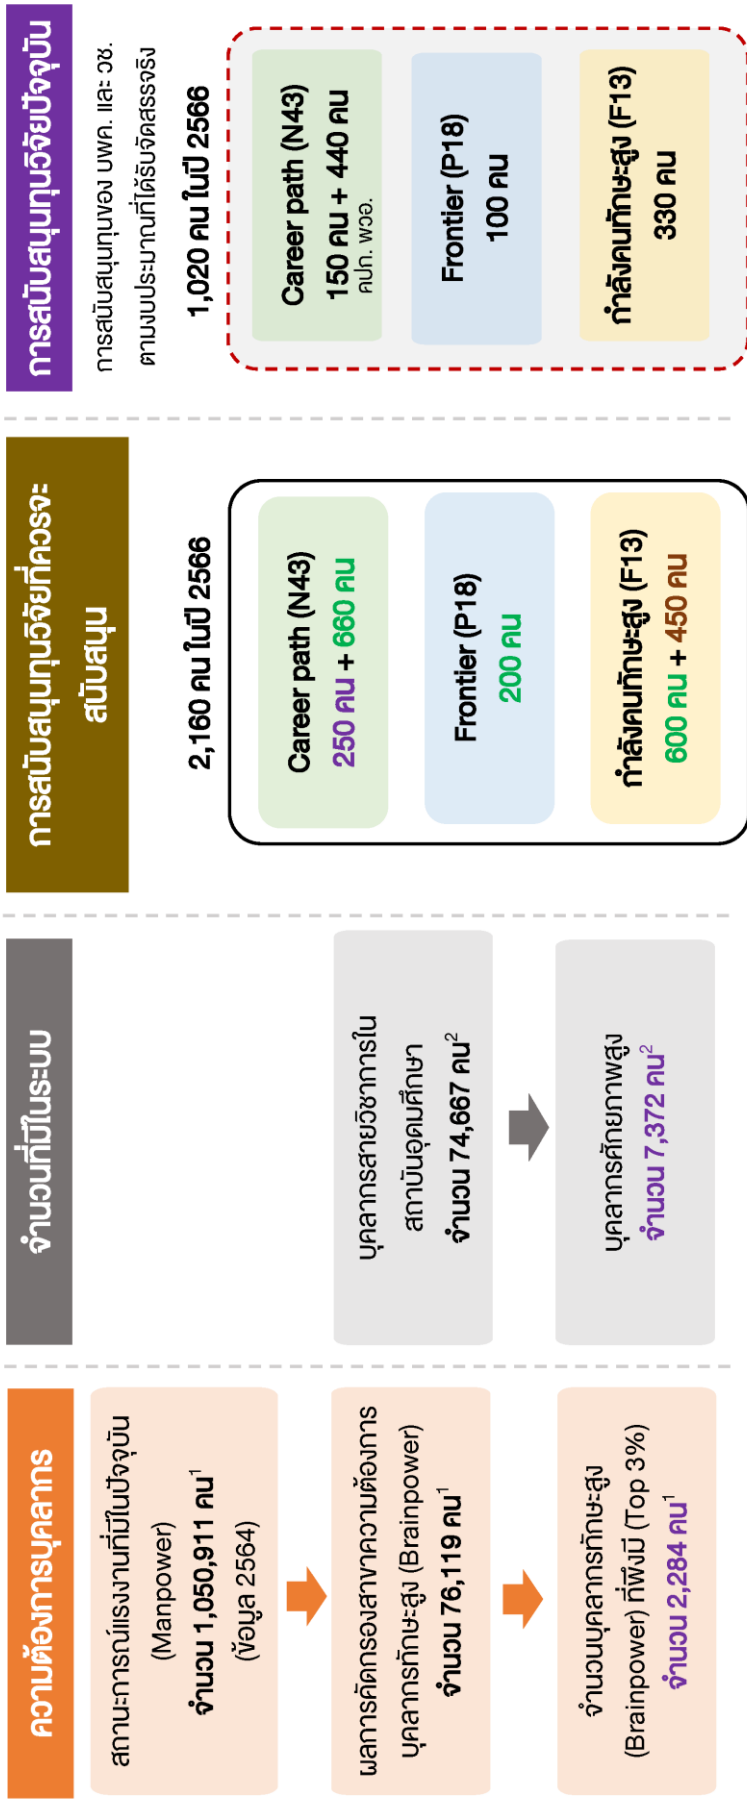 ความต้องการบุคลากร
สถานะการณ์แรงงานที่มีในปัจจุบัน
(Manpower)
จำนวน 1,050,911 คน¹
(ข้อมูล 2564)
ผลการคัดกรองสาขาความต้องการ
บุคลากรทักษะสูง (Brainpower)
จำนวน 76,119 คน¹
จำนวนบุคลากรทักษะสูง
(Brainpower) ที่พึงมี (Top 3%)
จำนวน 2,284 คน¹
จำนวนที่มีในระบบ
บุคลากรสายวิชาการใน
สถาบันอุดมศึกษา
จำนวน 74,667 คน²
บุคลากรศักยภาพสูง
จำนวน 7,372 คน²
การสนับสนุนทุนวิจัยที่ควรจะ
สนับสนุน
2,160 คน ในปี 2566
Career path (N43)
250 คน + 660 คน
Frontier (P18)
200 คน
กำลังคนทักษะสูง (F13)
600 คน + 450 คน
การสนับสนุนทุนวิจัยปัจจุบัน
การสนับสนุนทุนของ บพค. และ วช.
ตามงบประมาณที่ได้รับจัดสรรจริง
1,020 คน ในปี 2566
Career path (N43)
150 คน + 440 คน
คปก. พวอ.
Frontier (P18)
100 คน
กำลังคนทักษะสูง (F13)
330 คน